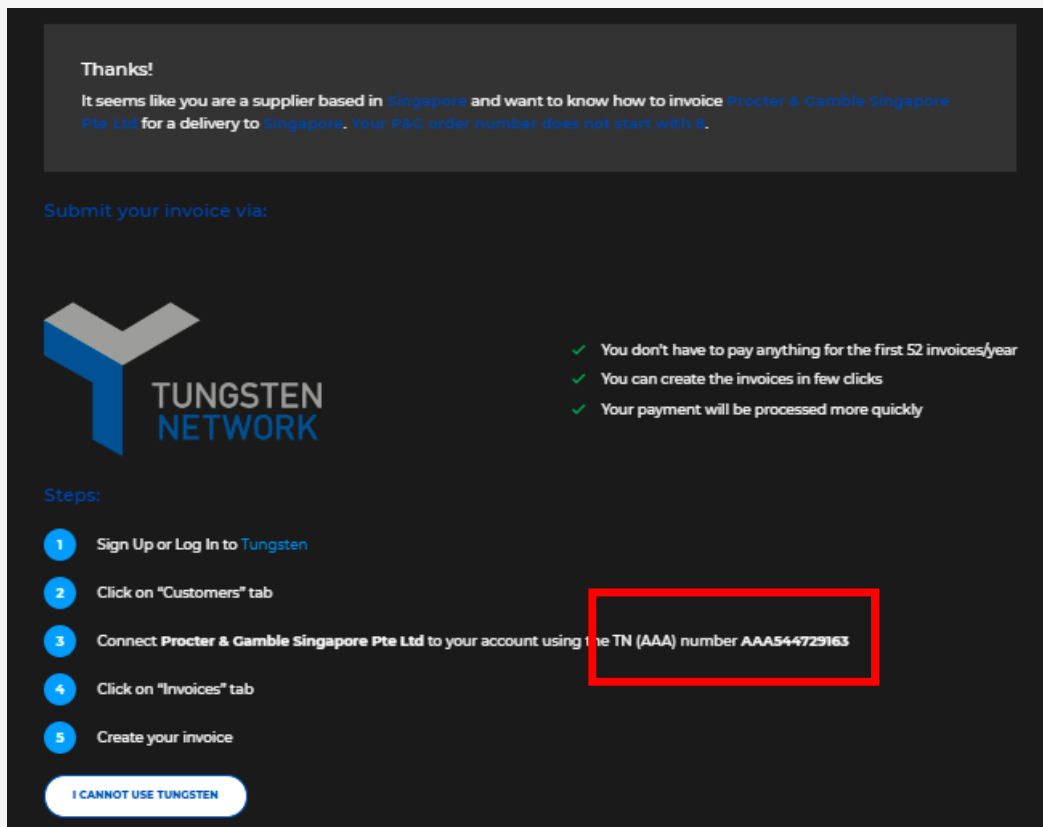 Thanks!
It seems like you are a supplier based in Singapore and want to know how to invoice Procter & Gamble Singapore
Pte Ltd for a delivery to Singapore. Your P&G order number does not start with 8.
Submit your invoice via:
You don't have to pay anything for the first 52 invoices/year
You can create the invoices in few clicks
Your payment will be processed more quickly
TUNGSTEN
NETWORK
Steps:
1 Sign Up or Log In to Tungsten
2 Click on "Customers" tab
3 Connect Procter & Gamble Singapore Pte Ltd to your account using the TN (AAA) number AAA544729163
4 Click on "Invoices" tab
5 Create your invoice
I CANNOT USE TUNGSTEN